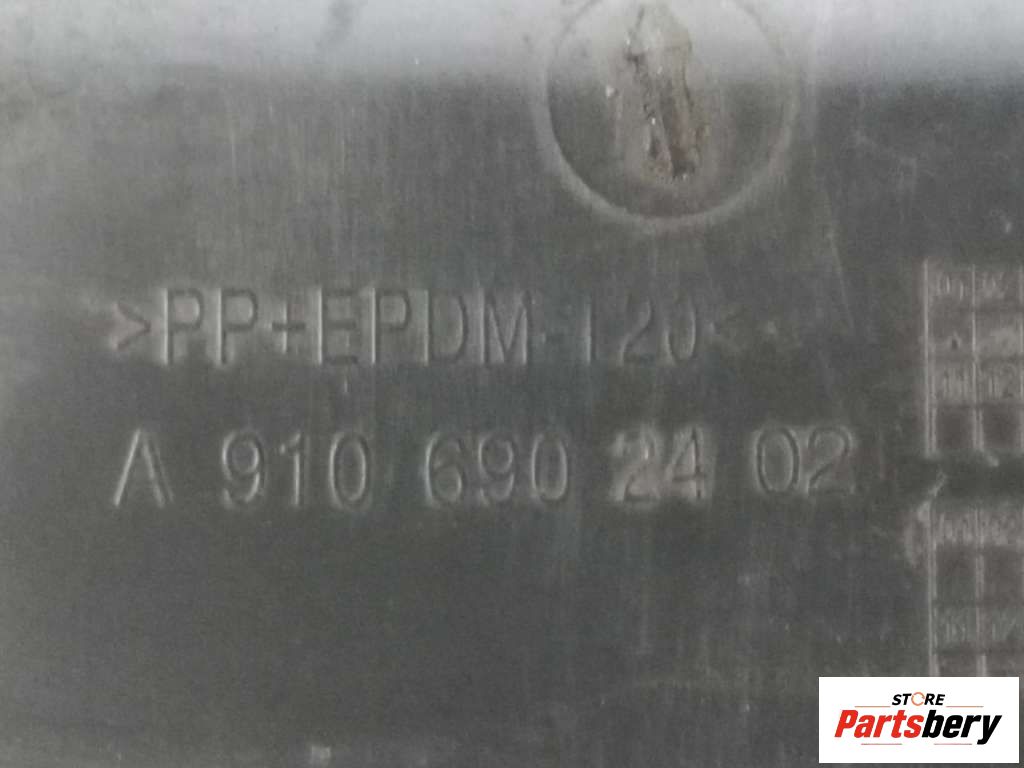 >PP+EPDM-T20<
A 910 690 24 02
STORE
Partsbery